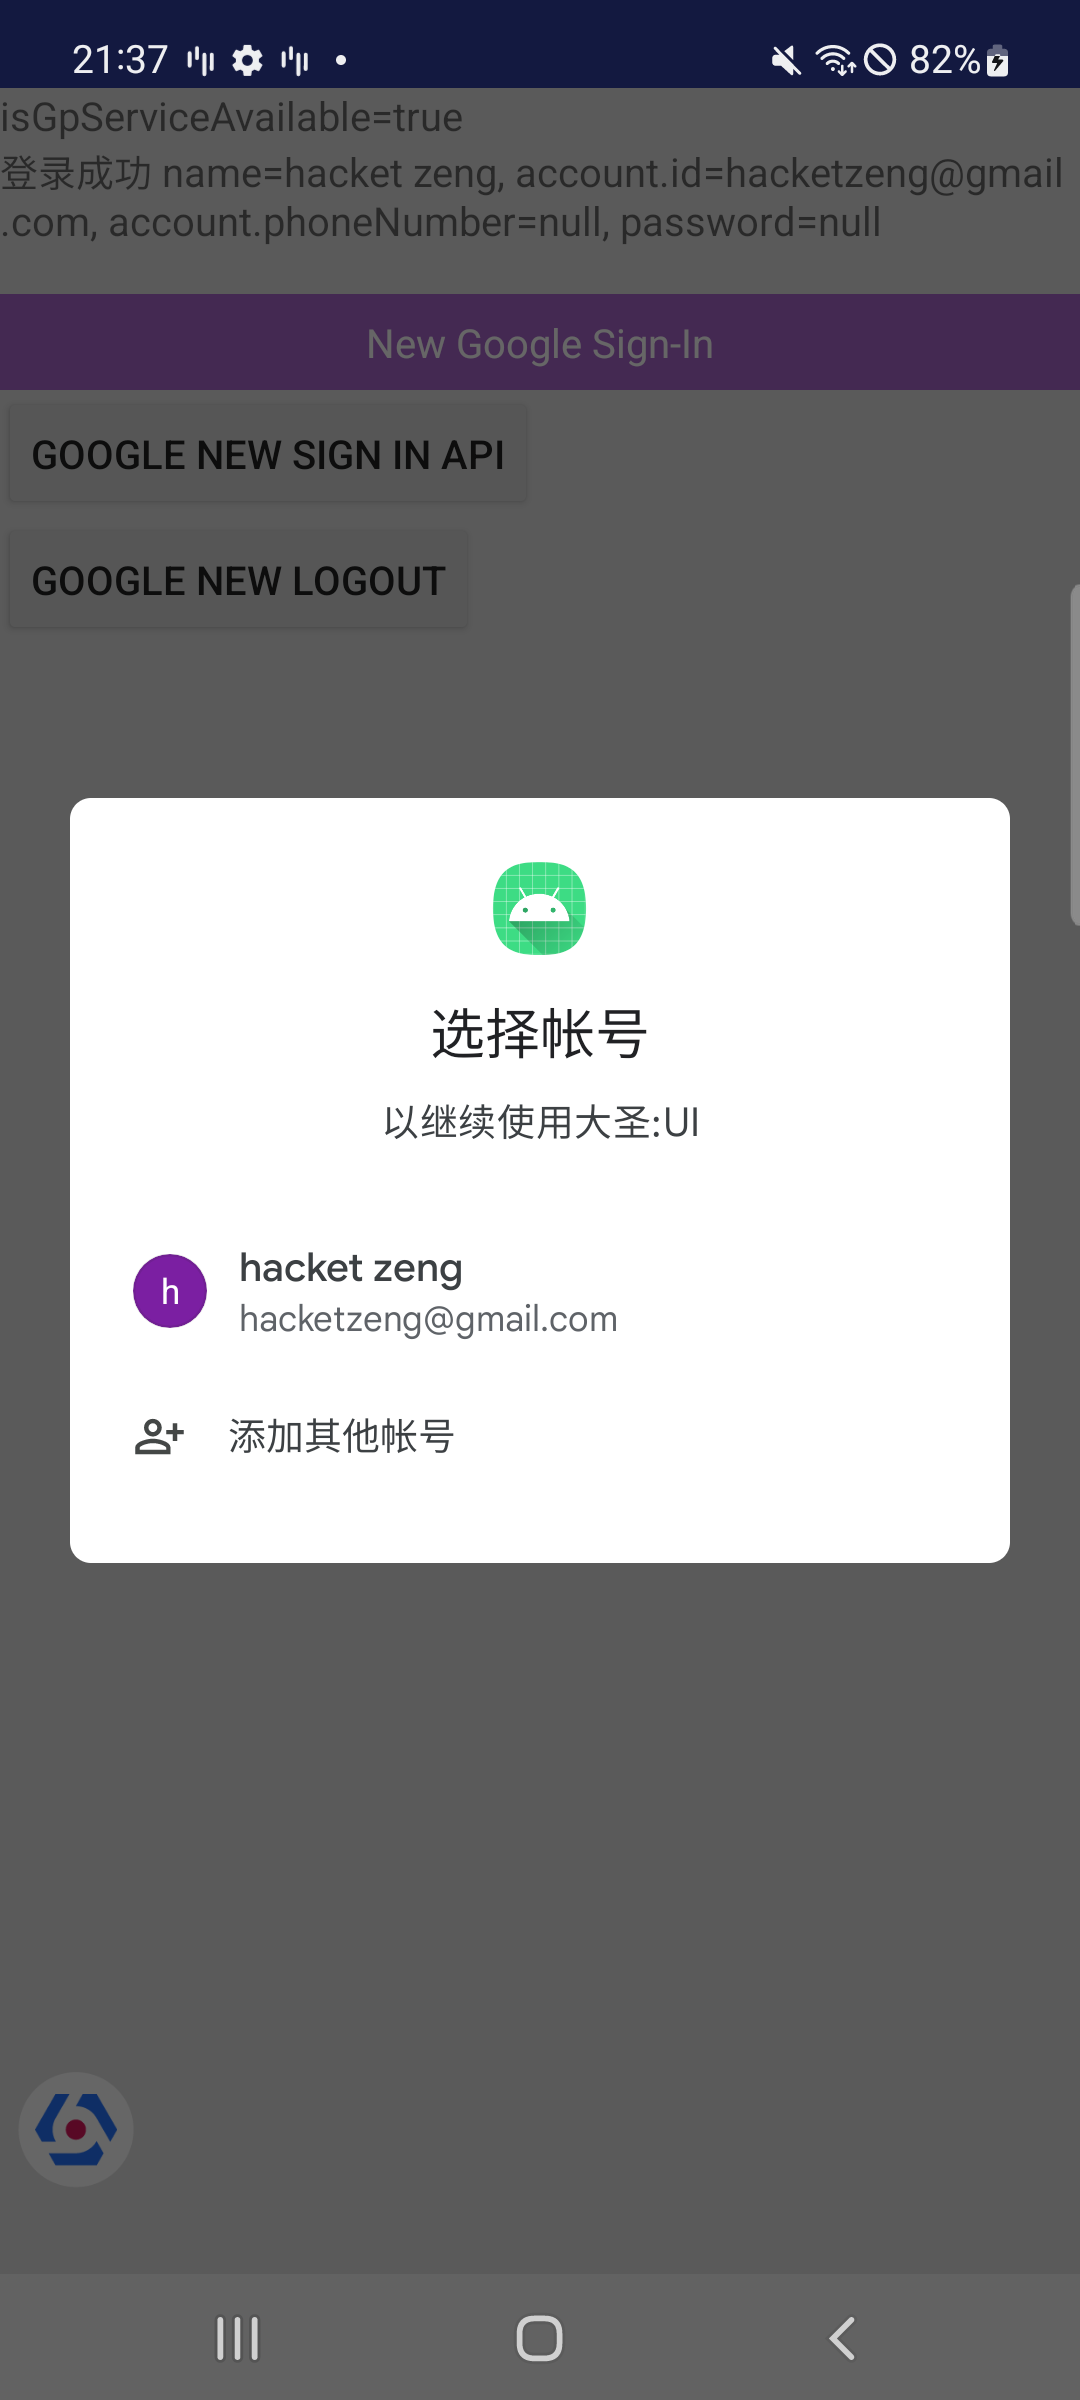 21:37 82%
isGpServiceAvailable=true
登录成功 name=hacket zeng, account.id=hacketzeng@gmail
.com, account.phoneNumber=null, password=null
New Google Sign-In
GOOGLE NEW SIGN IN API
GOOGLE NEW LOGOUT
选择帐号
以继续使用大圣:UI
h
hacket zeng
hacketzeng@gmail.com
添加其他帐号